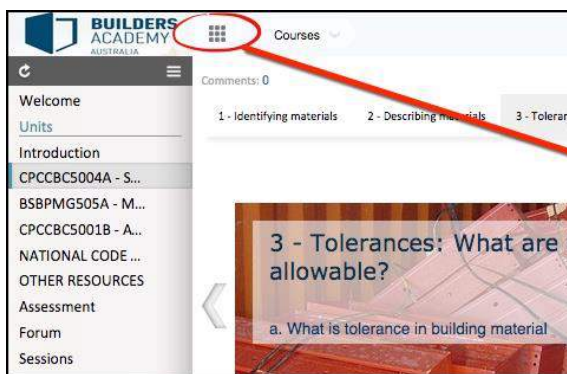 BUILDERS
ACADEMY
AUSTRALIA
Courses
Comments: 0
Welcome
Units
Introduction
CPCCBC5004A - S...
BSBPMG505A - M...
CPCCBC5001B - A...
NATIONAL CODE ...
OTHER RESOURCES
Assessment
Forum
Sessions
1 - Identifying materials
2 - Describing materials
3 - Toleran
3 - Tolerances: What are
allowable?
a. What is tolerance in building material